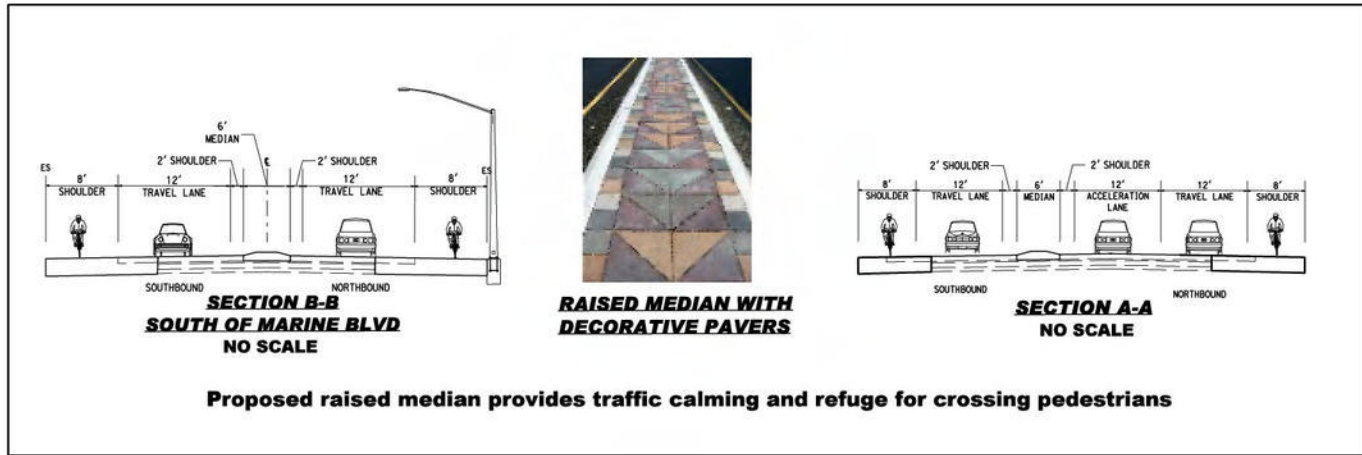 6'
MEDIAN
℄
2' SHOULDER
2' SHOULDER
ES
8'
SHOULDER
12'
TRAVEL LANE
12'
TRAVEL LANE
8'
SHOULDER
ES
SOUTHBOUND
NORTHBOUND
SECTION B-B
SOUTH OF MARINE BLVD
NO SCALE
RAISED MEDIAN WITH
DECORATIVE PAVERS
2' SHOULDER
2' SHOULDER
8'
SHOULDER
12'
TRAVEL LANE
6'
MEDIAN
12'
ACCELERATION
LANE
12'
TRAVEL LANE
8'
SHOULDER
SOUTHBOUND
NORTHBOUND
SECTION A-A
NO SCALE
Proposed raised median provides traffic calming and refuge for crossing pedestrians